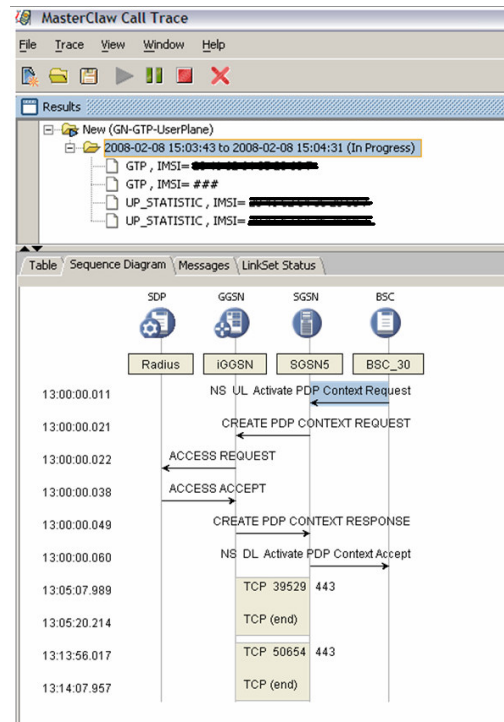 MasterClaw Call Trace
File Trace View Window Help
Results
New (GN-GTP-UserPlane)
2008-02-08 15:03:43 to 2008-02-08 15:04:31 (In Progress)
GTP , IMSI=
GTP , IMSI= ###
UP_STATISTIC , IMSI=
UP_STATISTIC , IMSI=
Table Sequence Diagram Messages LinkSet Status
SDP GGSN SGSN BSC
Radius iGGSN SGSN5 BSC_30
13:00:00.011 NS UL Activate PDP Context Request
13:00:00.021 CREATE PDP CONTEXT REQUEST
13:00:00.022 ACCESS REQUEST
13:00:00.038 ACCESS ACCEPT
13:00:00.049 CREATE PDP CONTEXT RESPONSE
13:00:00.060 NS DL Activate PDP Context Accept
13:05:07.989 TCP 39529 443
13:05:20.214 TCP (end)
13:13:56.017 TCP 50654 443
13:14:07.957 TCP (end)